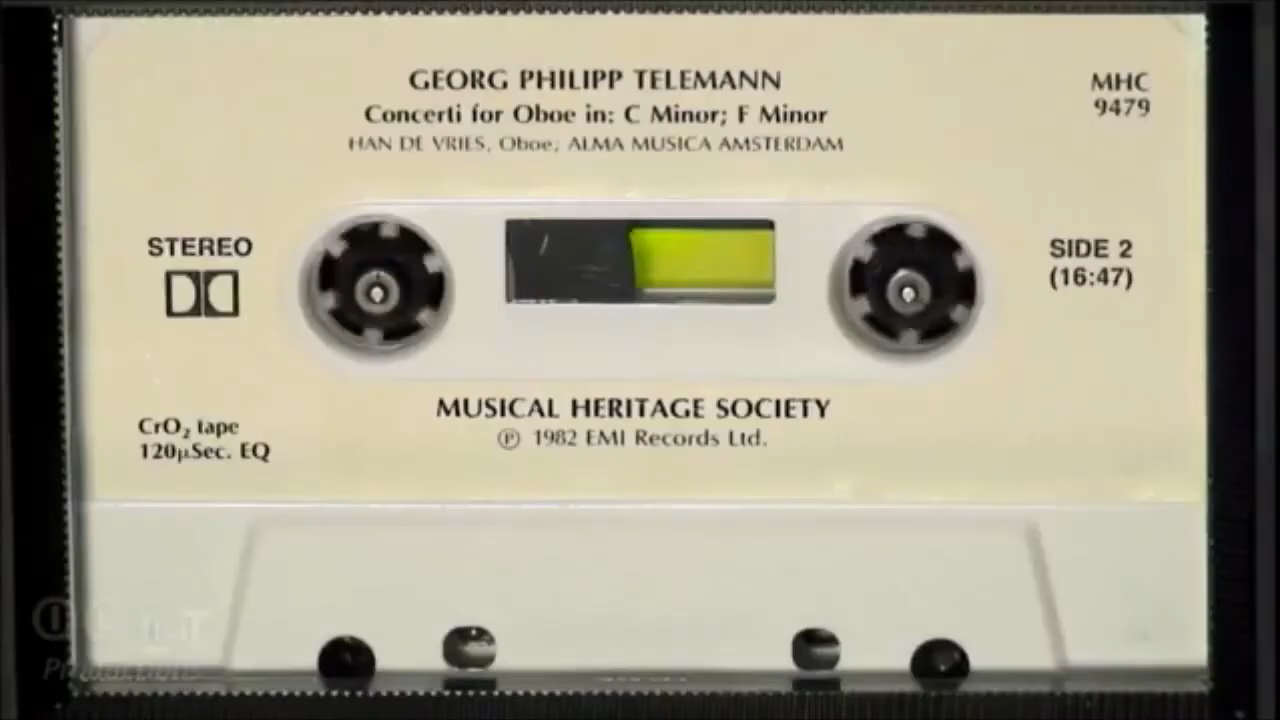 GEORG PHILIPP TELEMANN
Concerti for Oboe in: C Minor; F Minor
HAN DE VRIES, Oboe; ALMA MUSICA AMSTERDAM
MHC
9479
STEREO
SIDE 2
(16:47)
MUSICAL HERITAGE SOCIETY
Ⓟ 1982 EMI Records Ltd.
CrO₂ tape
120μSec. EQ
Productions